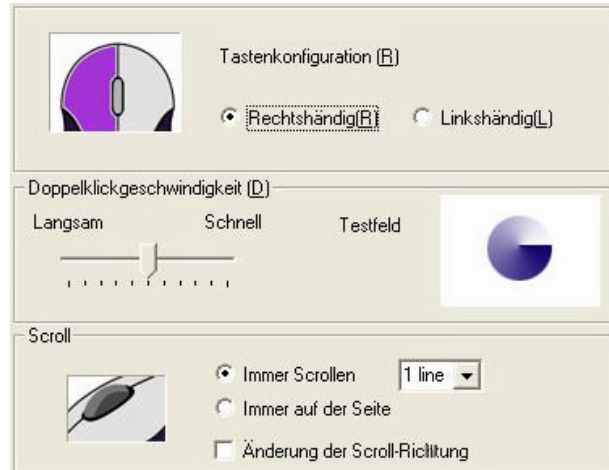 Tastenkonfiguration (R)
Rechtshändig(R) Linkshändig(L)
Doppelklickgeschwindigkeit (D)
Langsam Schnell Testfeld
Scroll
Immer Scrollen 1 line
Immer auf der Seite
Änderung der Scroll-Richtung